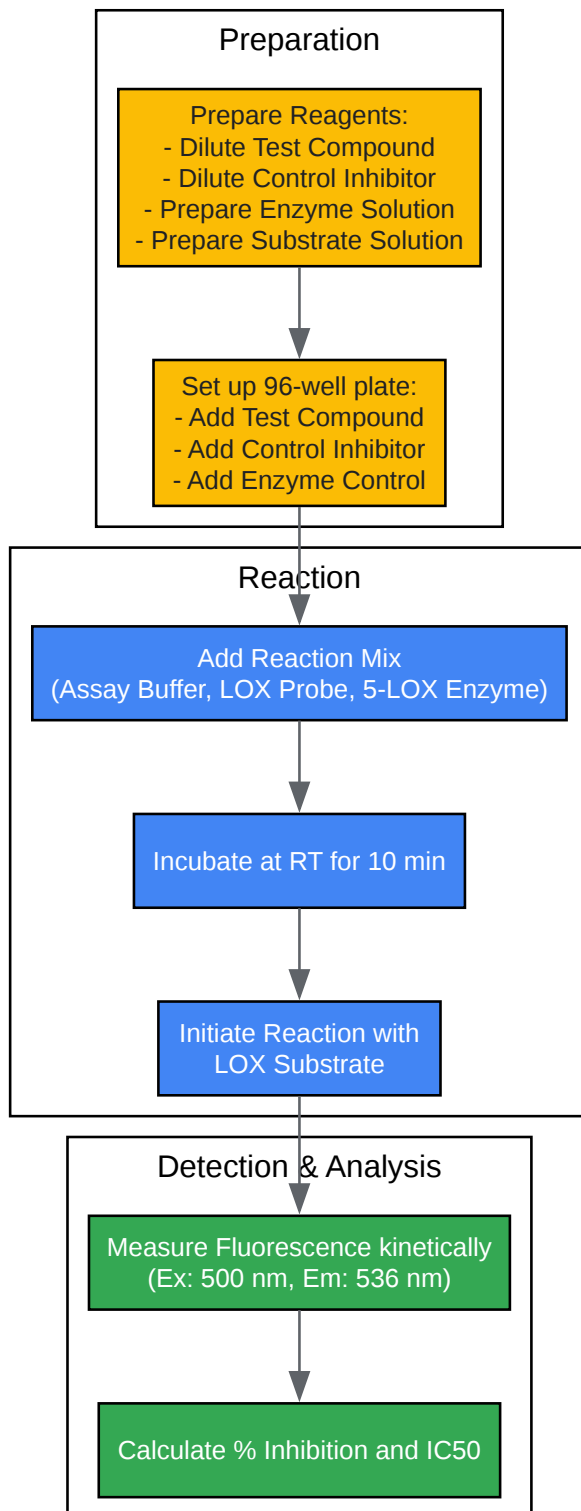 Preparation
Prepare Reagents:
- Dilute Test Compound
- Dilute Control Inhibitor
- Prepare Enzyme Solution
- Prepare Substrate Solution
Set up 96-well plate:
- Add Test Compound
- Add Control Inhibitor
- Add Enzyme Control
Reaction
Add Reaction Mix
(Assay Buffer, LOX Probe, 5-LOX Enzyme)
Incubate at RT for 10 min
Initiate Reaction with
LOX Substrate
Detection & Analysis
Measure Fluorescence kinetically
(Ex: 500 nm, Em: 536 nm)
Calculate % Inhibition and IC50